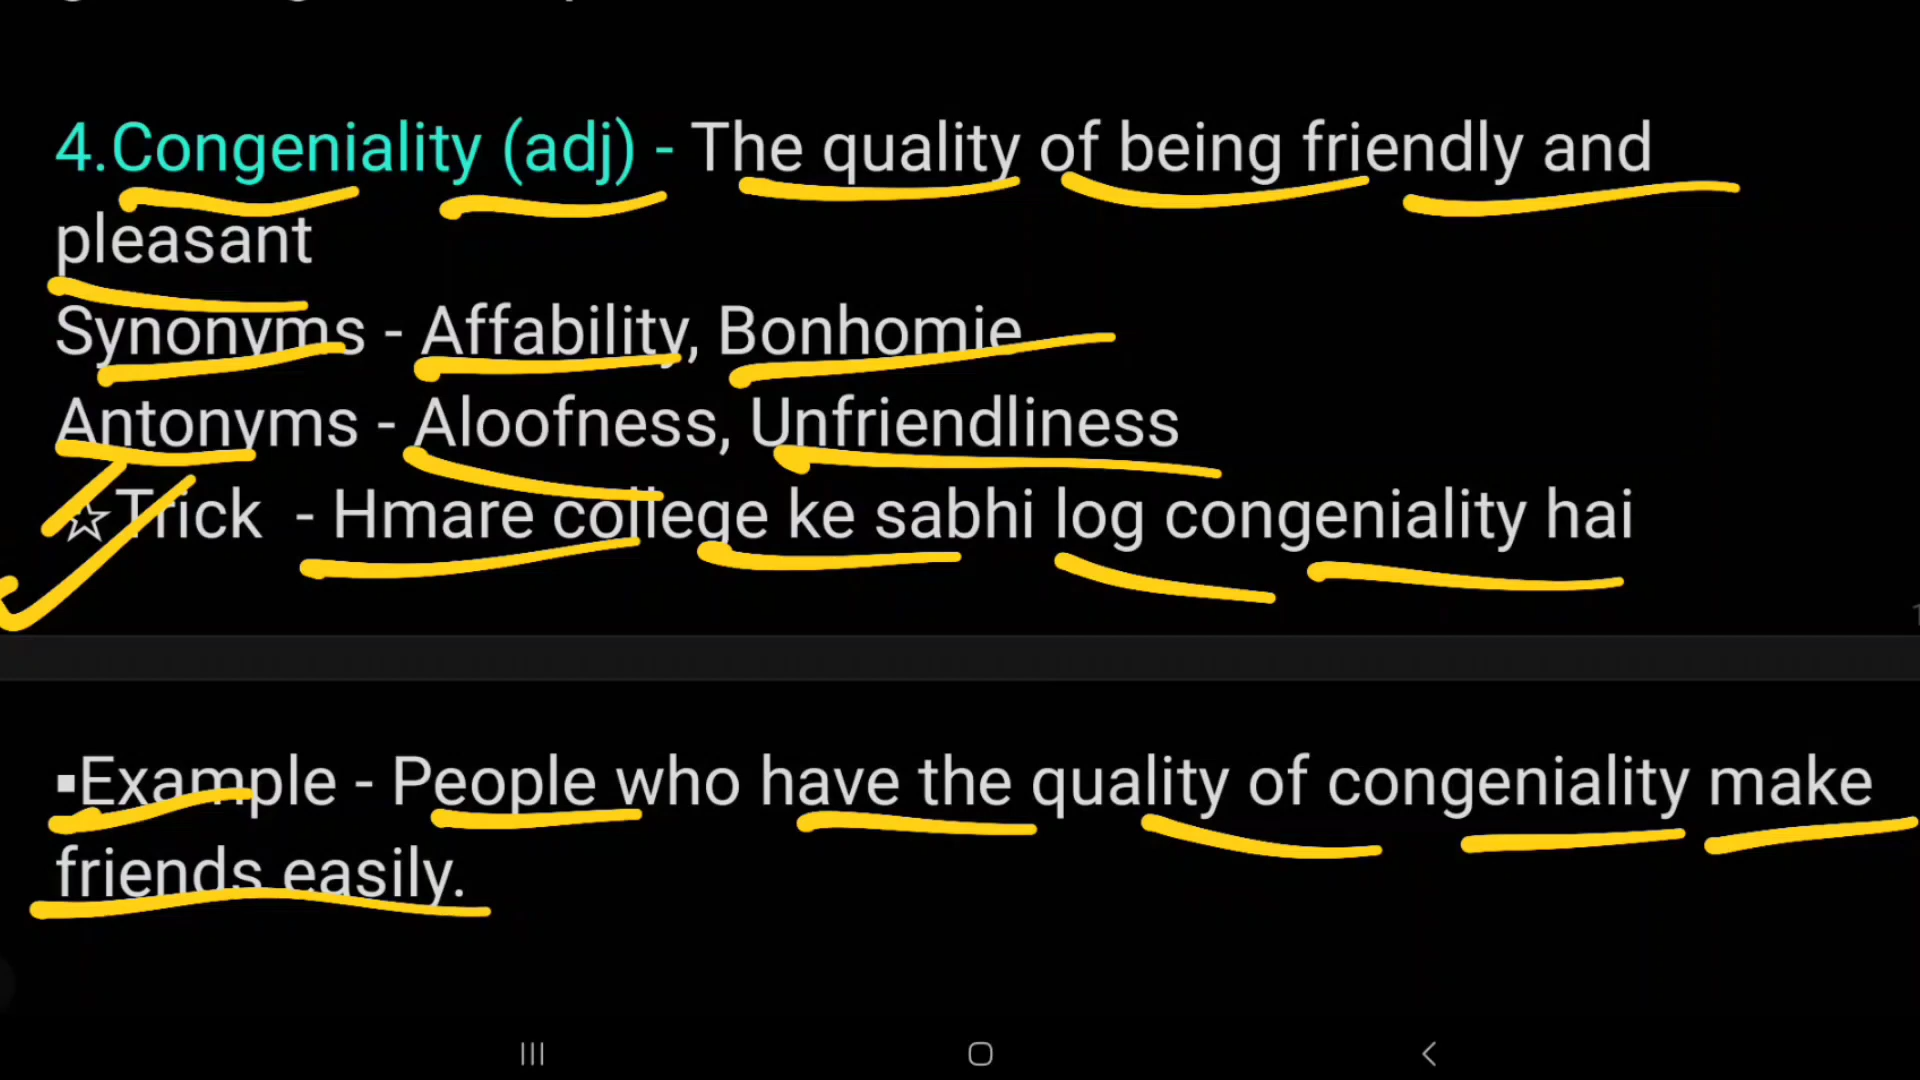 4.Congeniality (adj) - The quality of being friendly and
pleasant
Synonyms - Affability, Bonhomie
Antonyms - Aloofness, Unfriendliness
☆Trick - Hmare college ke sabhi log congeniality hai
▪Example - People who have the quality of congeniality make
friends easily.